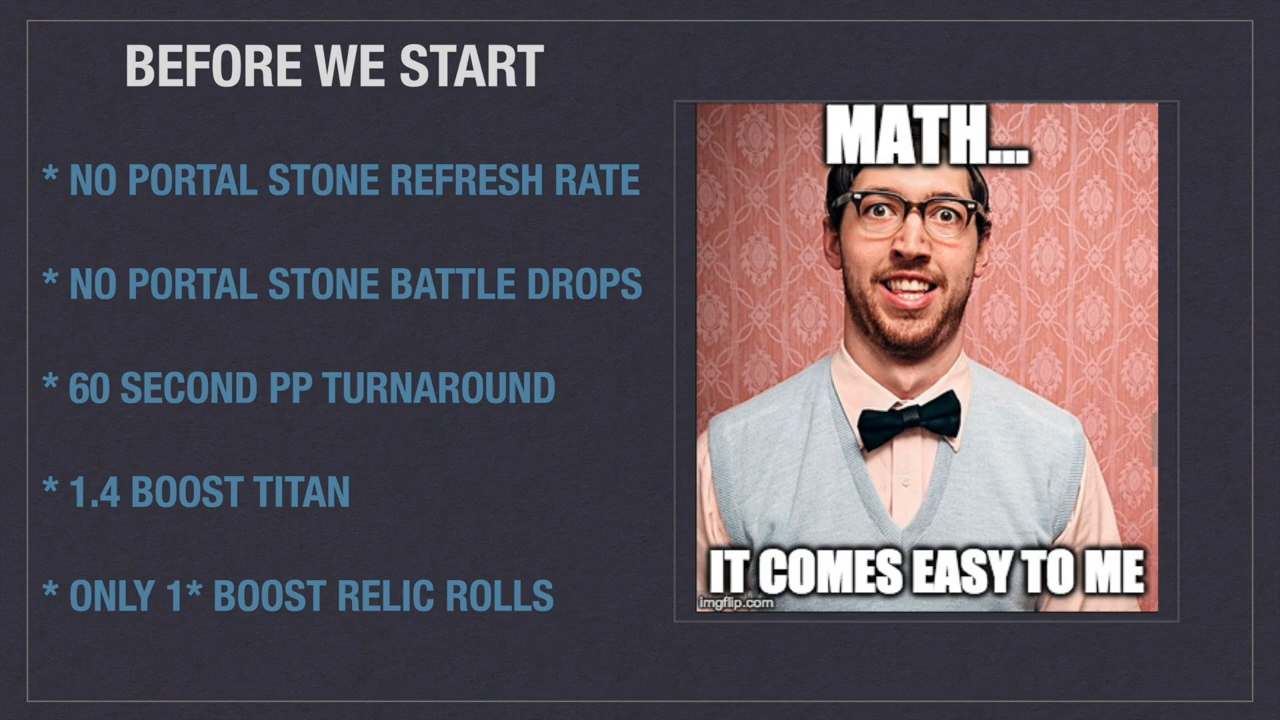 BEFORE WE START
* NO PORTAL STONE REFRESH RATE
* NO PORTAL STONE BATTLE DROPS
* 60 SECOND PP TURNAROUND
* 1.4 BOOST TITAN
* ONLY 1* BOOST RELIC ROLLS
MATH...
IT COMES EASY TO ME
imgflip.com